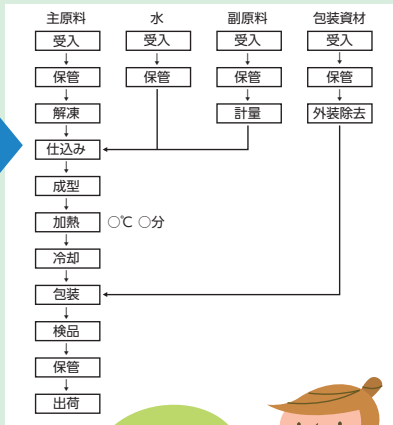 主原料 水 副原料 包装資材
受入 受入 受入 受入
保管 保管 保管 保管
解凍 計量 外装除去
仕込み
成型
加熱 ○℃ ○分
冷却
包装
検品
保管
出荷